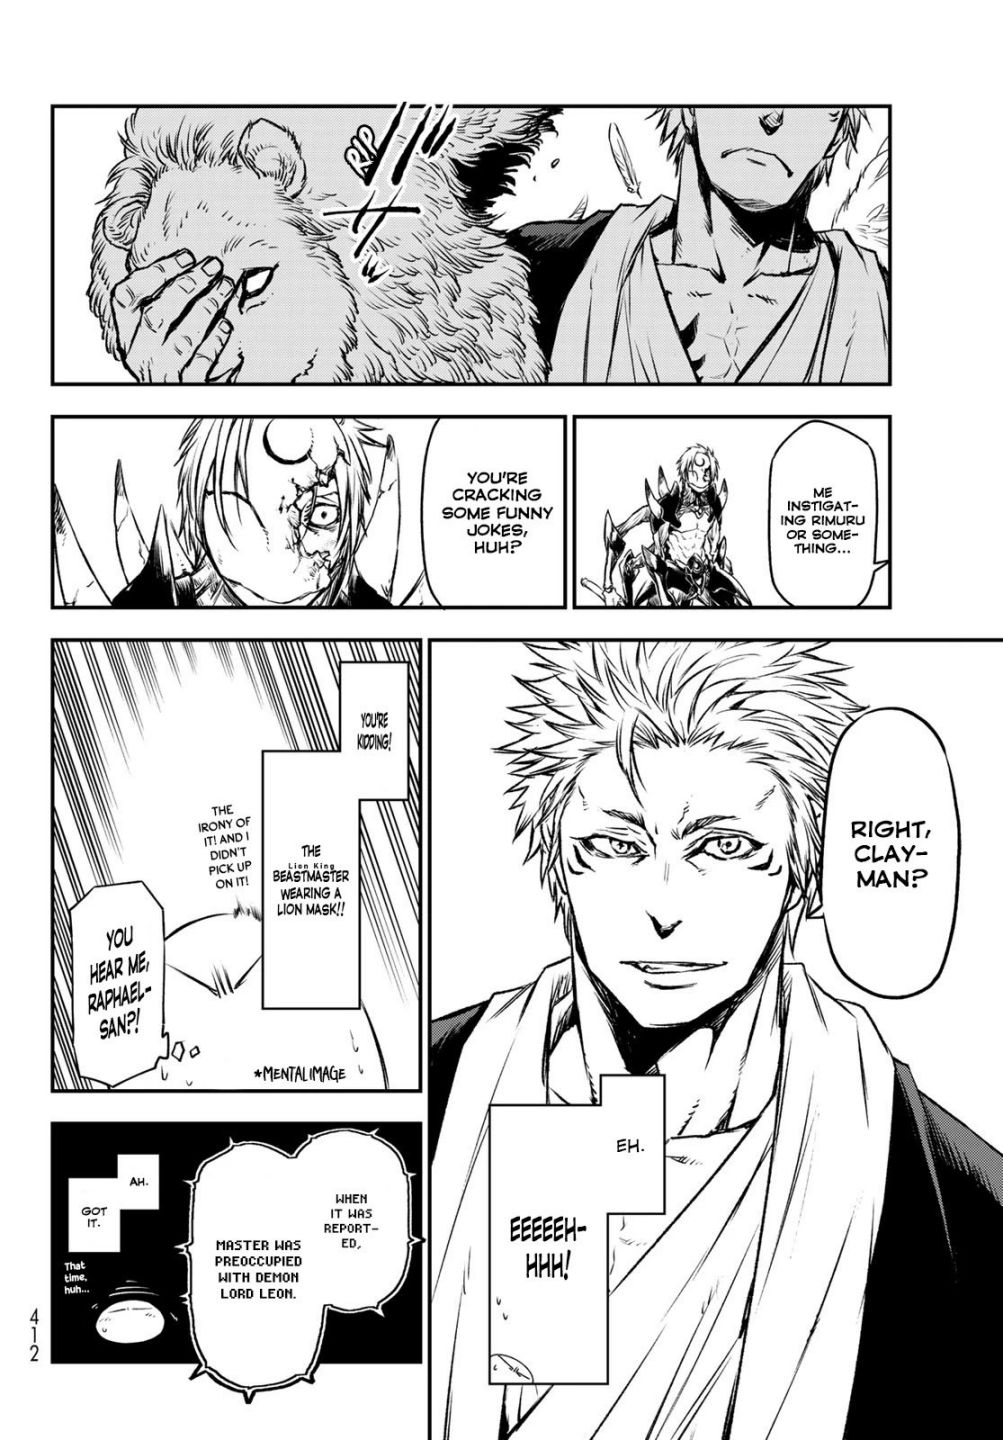 RIP
ME
INSTIGAT-
ING RIMURU
OR SOME-
THING...
YOU'RE
CRACKING
SOME FUNNY
JOKES,
HUH?
RIGHT,
CLAY-
MAN?
EH.
EEEEEH-
HHH!
YOU'RE
KIDDING!
THE
Lion King
BEASTMASTER
WEARING A
LION MASK!!
THE
IRONY OF
IT! AND I
DIDN'T
PICK UP
ON IT!
YOU
HEAR ME,
RAPHAEL-
SAN?!
*MENTAL IMAGE
WHEN
IT WAS
REPORT-
ED,
MASTER WAS
PREOCCUPIED
WITH DEMON
LORD LEON.
AH.
GOT
IT.
That
time,
huh...
412